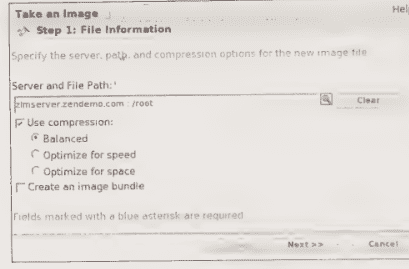 Take an Image
Help
Step 1: File Information
Specify the server, path, and compression options for the new image file
Server and File Path:*
zlmserver.zendemo.com : /root
Clear
Use compression:
Balanced
Optimize for speed
Optimize for space
Create an image bundle
Fields marked with a blue asterisk are required
Next >>
Cancel